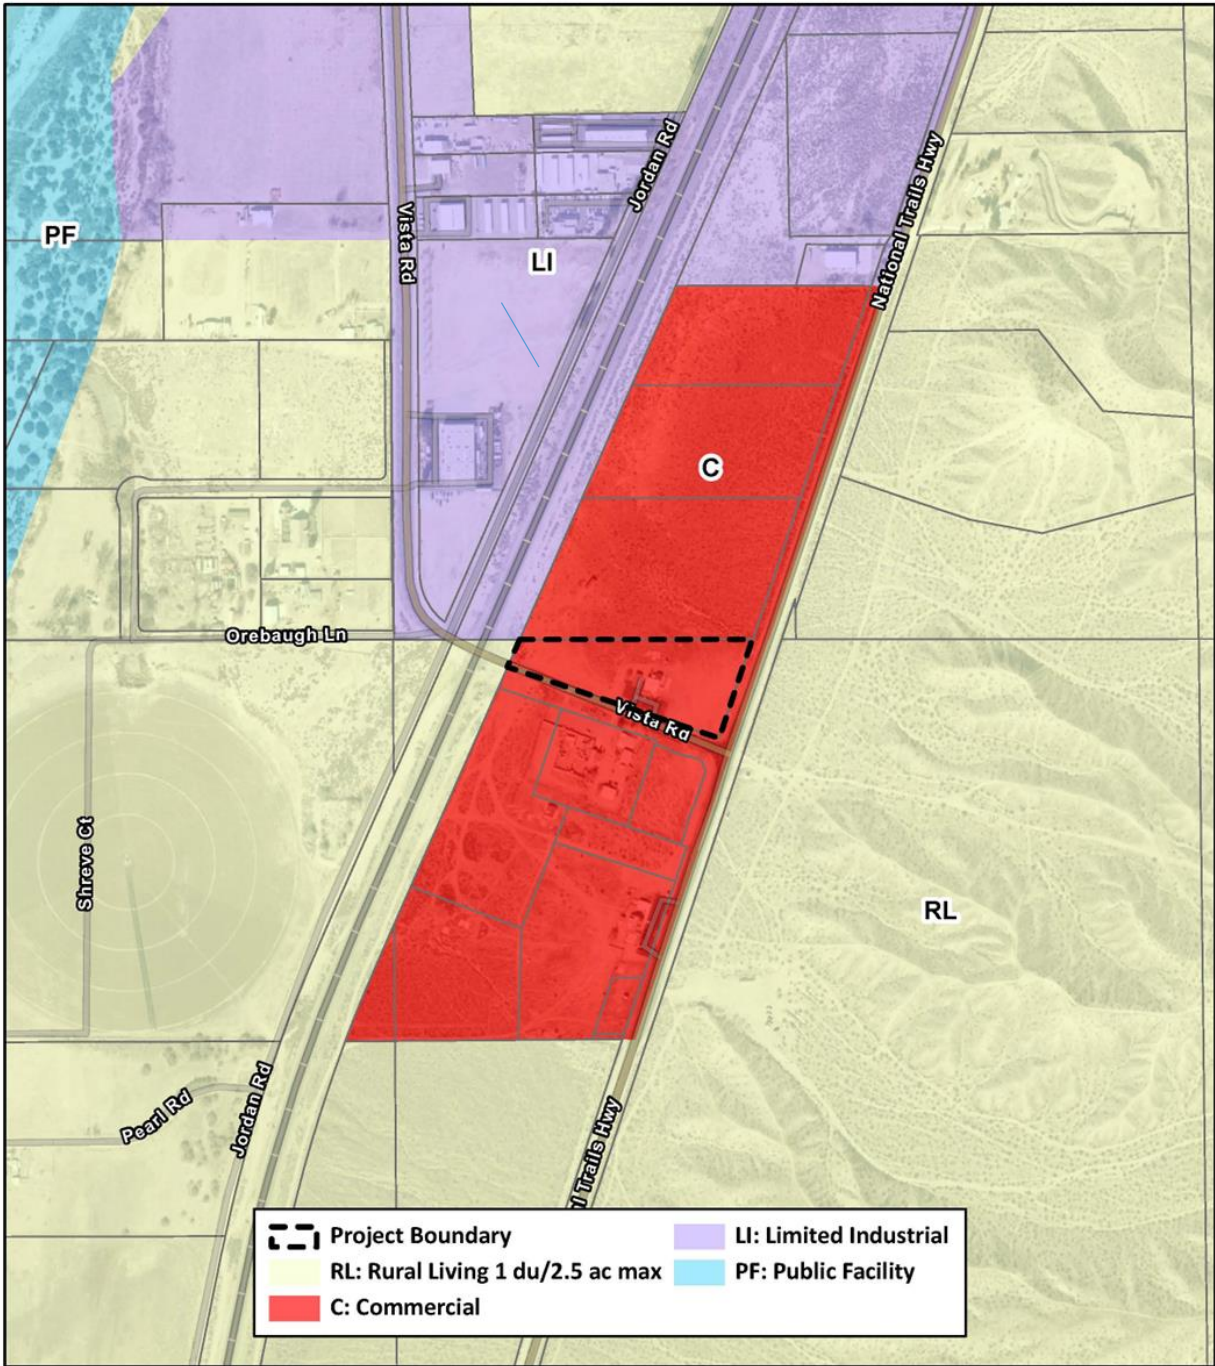 Jordan Rd
National Trails Hwy
Vista Rd
PF
LI
C
Orebaugh Ln
Vista Rd
Shreve Ct
RL
Pearl Rd
Jordan Rd
l Trails Hwy
Project Boundary
RL: Rural Living 1 du/2.5 ac max
C: Commercial
LI: Limited Industrial
PF: Public Facility